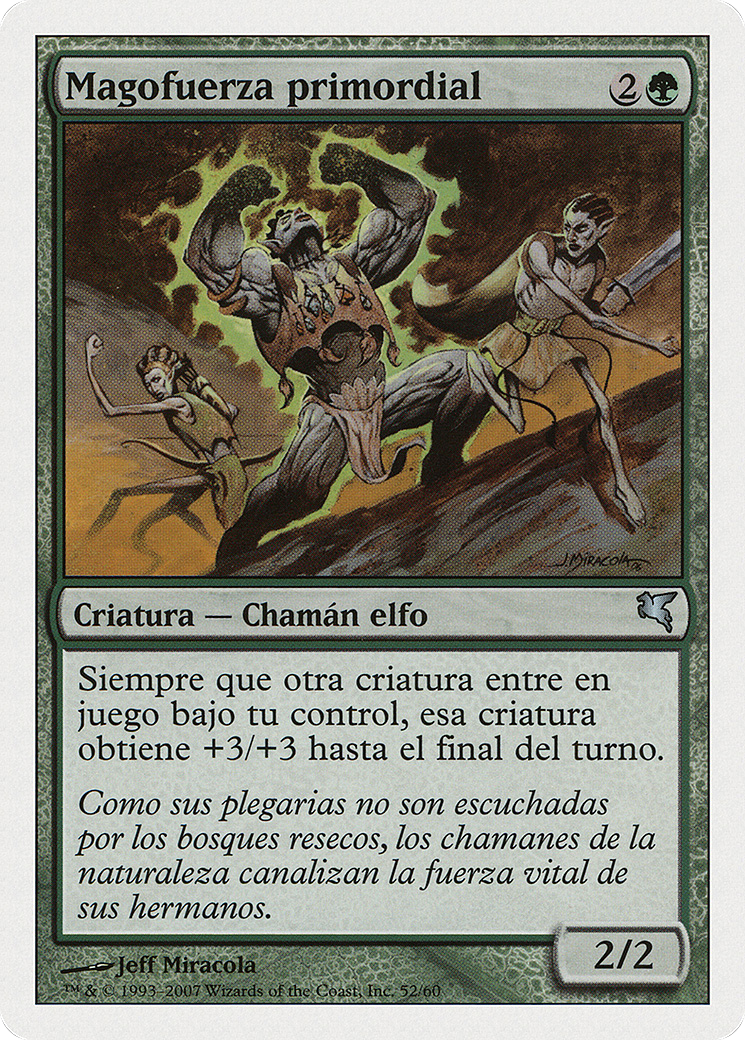 Magofuerza primordial 2
J. MIRACOLA
Criatura — Chamán elfo
Siempre que otra criatura entre en
juego bajo tu control, esa criatura
obtiene +3/+3 hasta el final del turno.
Como sus plegarias no son escuchadas
por los bosques resecos, los chamanes de la
naturaleza canalizan la fuerza vital de
sus hermanos.
2/2
Jeff Miracola
™ & © 1993–2007 Wizards of the Coast, Inc. 52/60